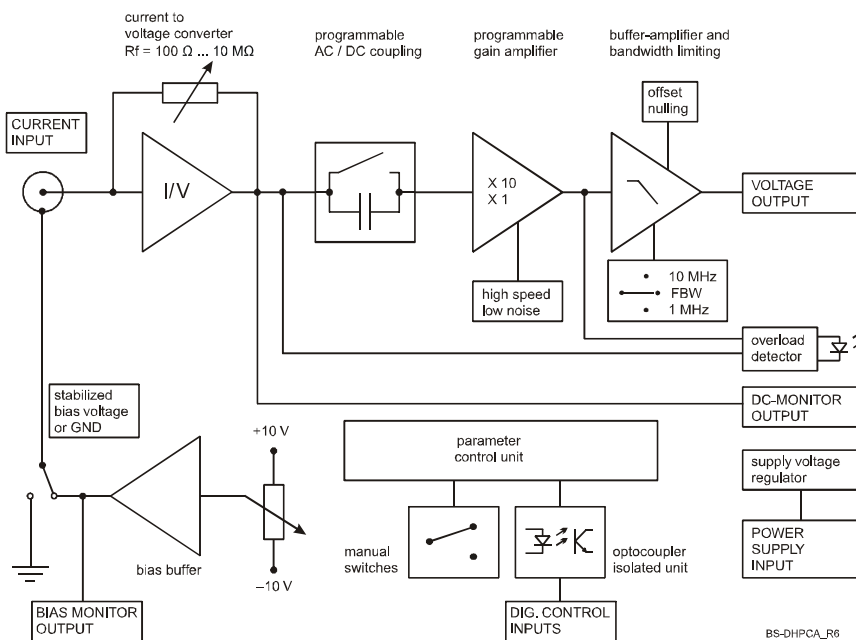 current to
voltage converter
Rf = 100 Ω ... 10 MΩ
programmable
AC / DC coupling
programmable
gain amplifier
buffer-amplifier and
bandwidth limiting
offset
nulling
CURRENT
INPUT
I/V
X 10
X 1
VOLTAGE
OUTPUT
high speed
low noise
10 MHz
FBW
1 MHz
overload
detector
stabilized
bias voltage
or GND
DC-MONITOR
OUTPUT
+10 V
parameter
control unit
supply voltage
regulator
bias buffer
–10 V
manual
switches
optocoupler
isolated unit
POWER
SUPPLY
INPUT
BIAS MONITOR
OUTPUT
DIG. CONTROL
INPUTS
BS-DHPCA_R6